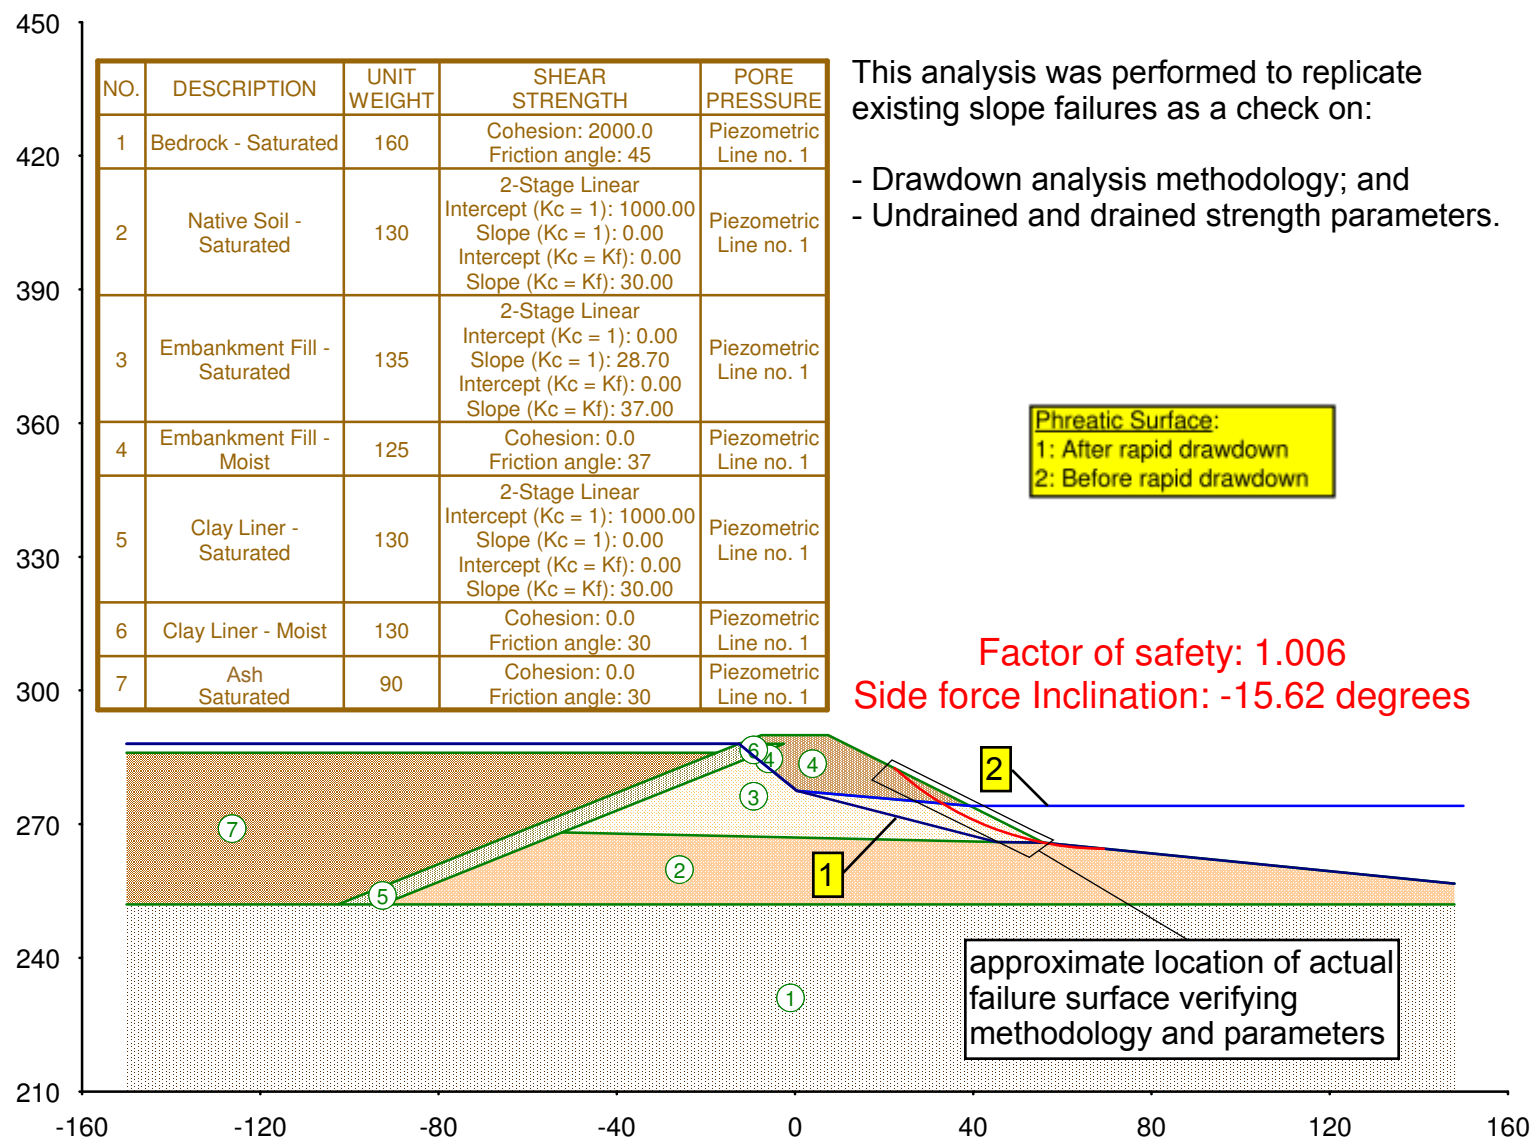 450
420
390
360
330
300
270
240
210
-160
-120
-80
-40
0
40
80
120
160
NO.
DESCRIPTION
UNIT
WEIGHT
SHEAR
STRENGTH
PORE
PRESSURE
1
Bedrock - Saturated
160
Cohesion: 2000.0
Friction angle: 45
Piezometric
Line no. 1
2
Native Soil -
Saturated
130
2-Stage Linear
Intercept (Kc = 1): 1000.00
Slope (Kc = 1): 0.00
Intercept (Kc = Kf): 0.00
Slope (Kc = Kf): 30.00
Piezometric
Line no. 1
3
Embankment Fill -
Saturated
135
2-Stage Linear
Intercept (Kc = 1): 0.00
Slope (Kc = 1): 28.70
Intercept (Kc = Kf): 0.00
Slope (Kc = Kf): 37.00
Piezometric
Line no. 1
4
Embankment Fill -
Moist
125
Cohesion: 0.0
Friction angle: 37
Piezometric
Line no. 1
5
Clay Liner -
Saturated
130
2-Stage Linear
Intercept (Kc = 1): 1000.00
Slope (Kc = 1): 0.00
Intercept (Kc = Kf): 0.00
Slope (Kc = Kf): 30.00
Piezometric
Line no. 1
6
Clay Liner - Moist
130
Cohesion: 0.0
Friction angle: 30
Piezometric
Line no. 1
7
Ash
Saturated
90
Cohesion: 0.0
Friction angle: 30
Piezometric
Line no. 1
This analysis was performed to replicate
existing slope failures as a check on:
- Drawdown analysis methodology; and
- Undrained and drained strength parameters.
Phreatic Surface:
1: After rapid drawdown
2: Before rapid drawdown
Factor of safety: 1.006
Side force Inclination: -15.62 degrees
6
4
4
3
7
2
5
1
2
1
approximate location of actual
failure surface verifying
methodology and parameters